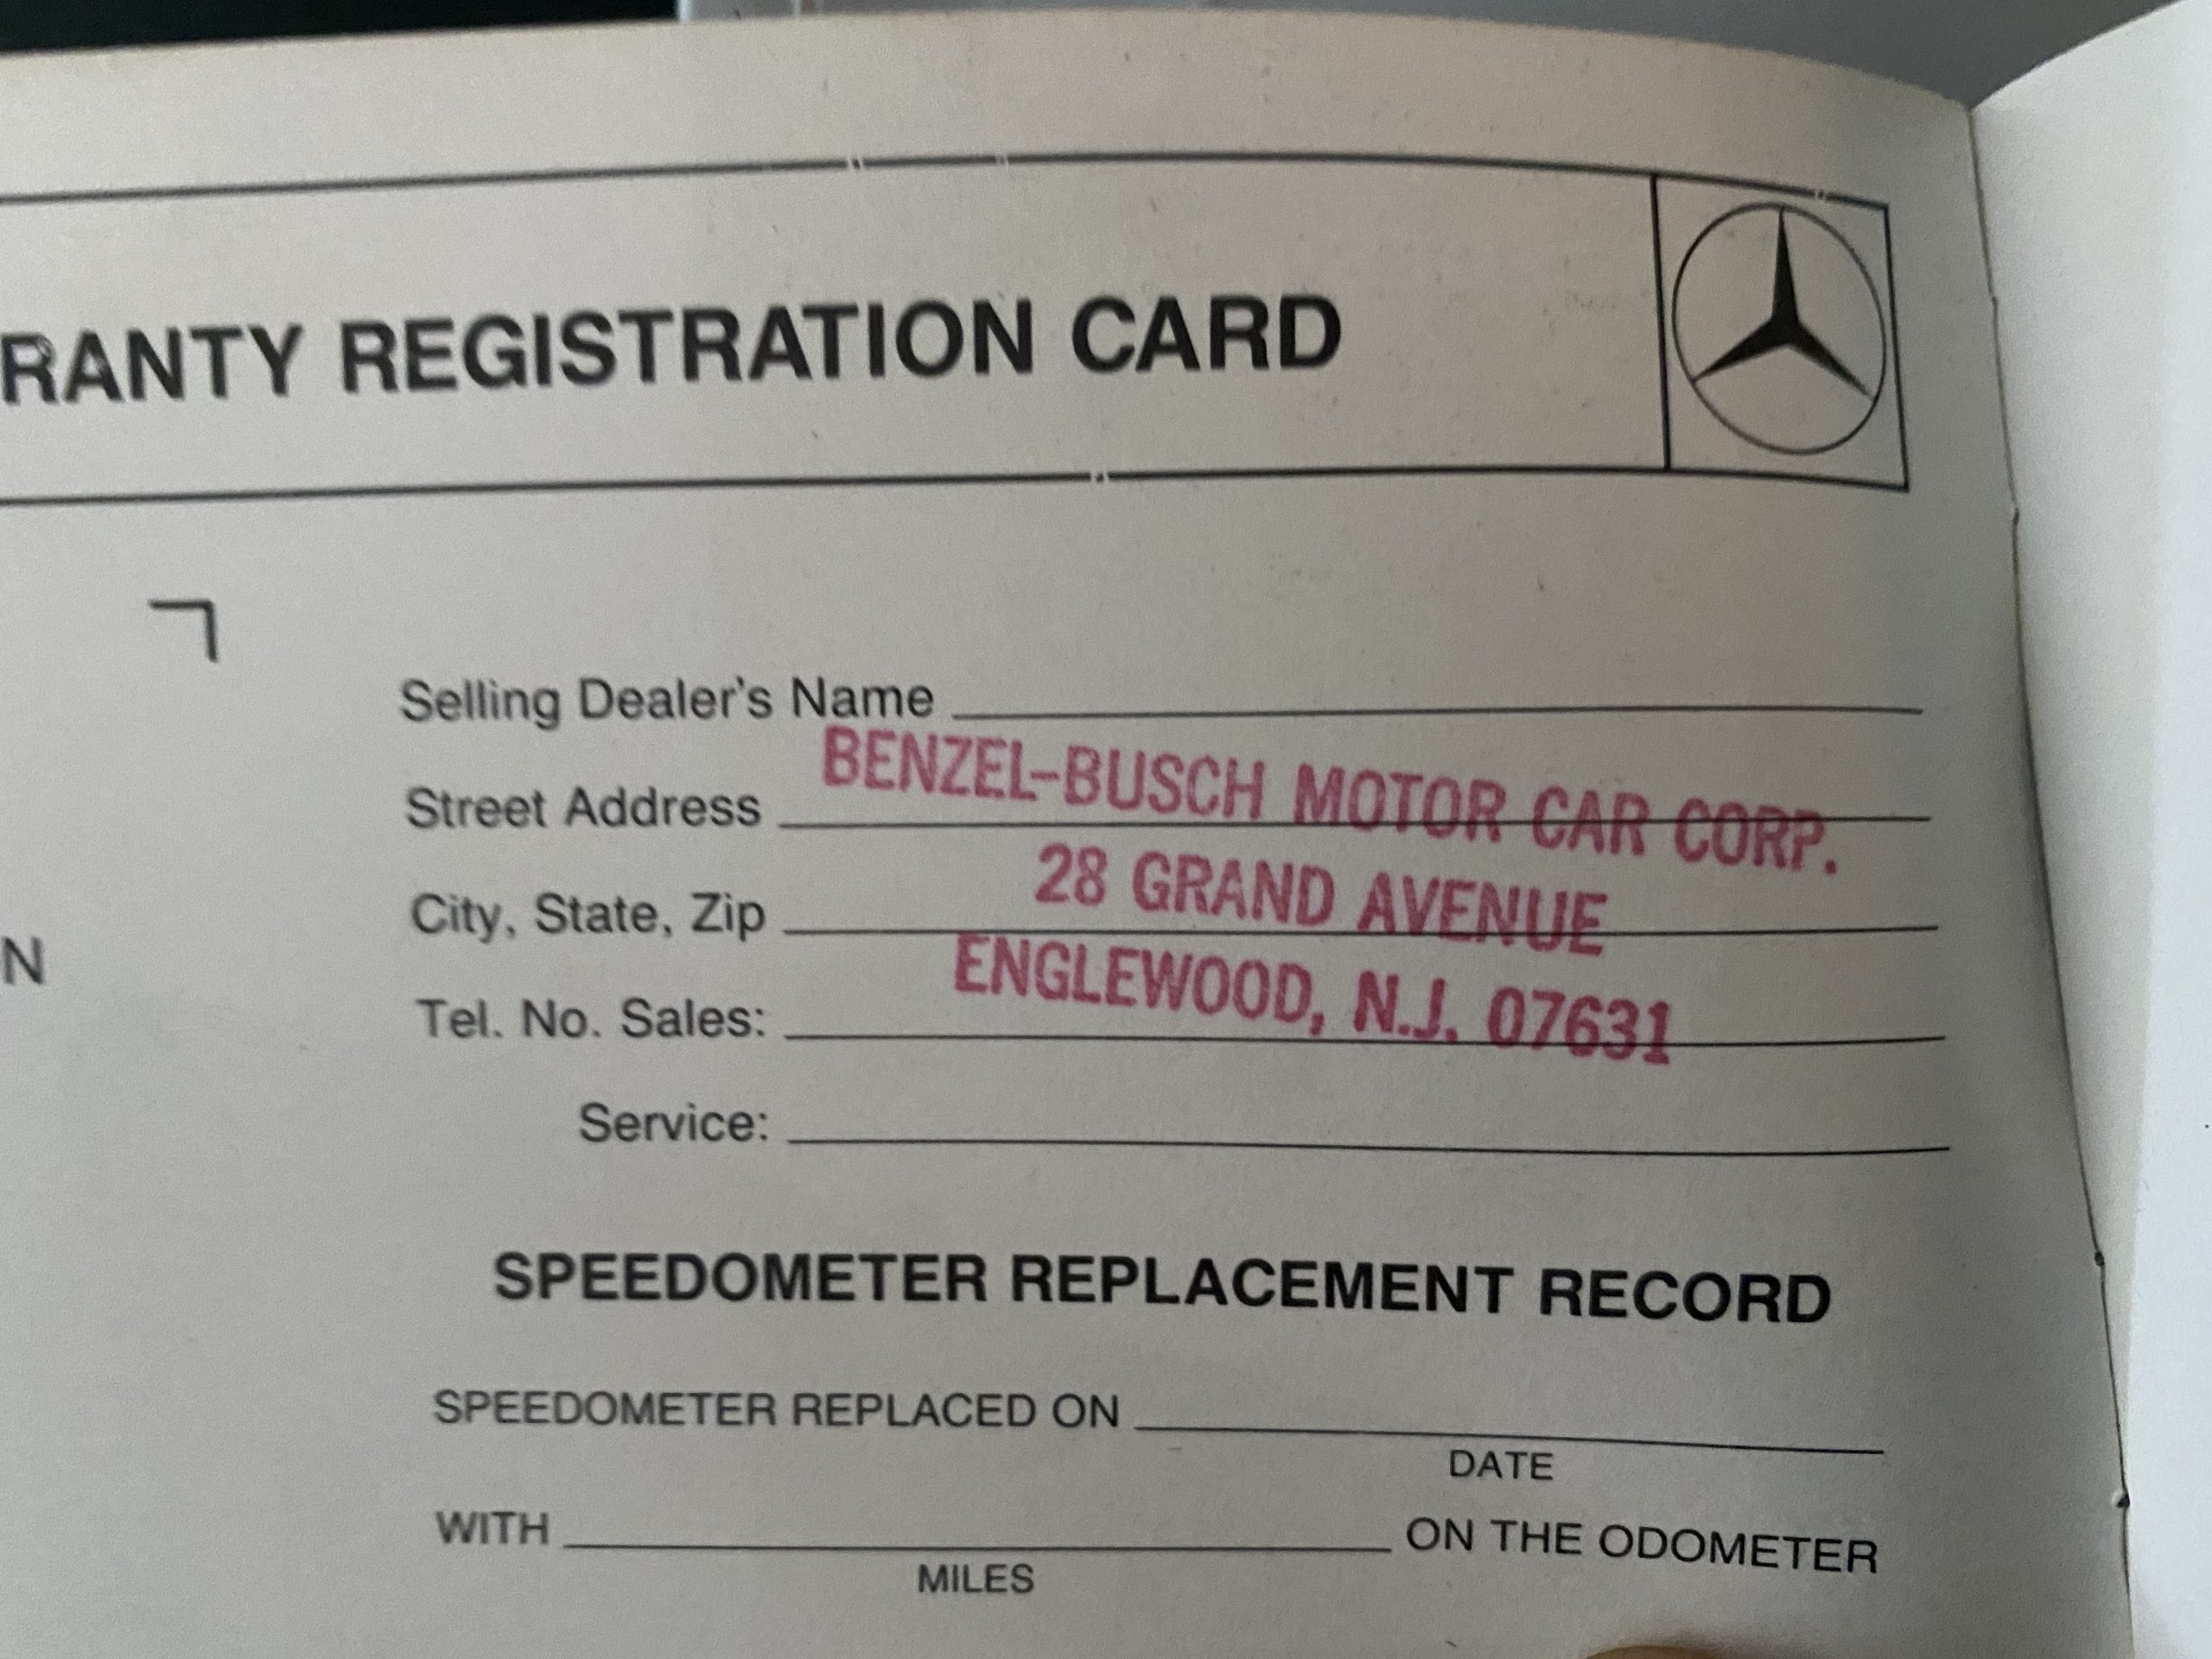 RANTY REGISTRATION CARD
Selling Dealer's Name
BENZEL-BUSCH MOTOR CAR CORP.
Street Address
28 GRAND AVENUE
City, State, Zip
ENGLEWOOD, N.J. 07631
N
Tel. No. Sales:
Service:
SPEEDOMETER REPLACEMENT RECORD
SPEEDOMETER REPLACED ON
DATE
WITH ON THE ODOMETER
MILES